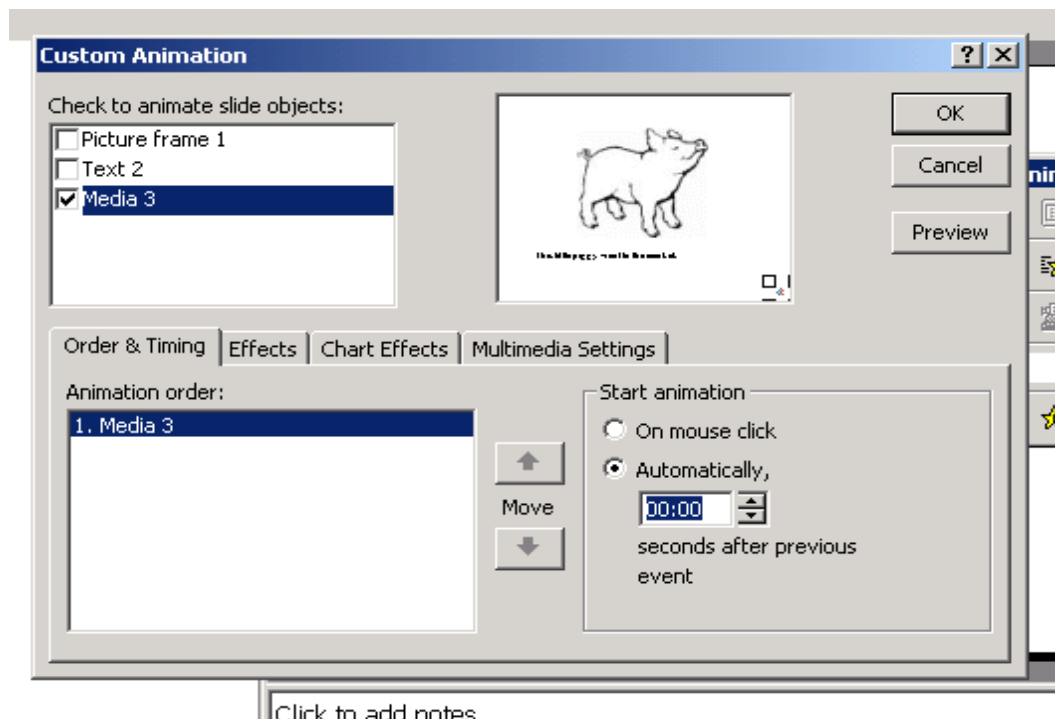 Custom Animation
Check to animate slide objects:
Picture frame 1
Text 2
Media 3
OK
Cancel
Preview
Order & Timing
Effects
Chart Effects
Multimedia Settings
Animation order:
1. Media 3
Move
Start animation
On mouse click
Automatically,
00:00
seconds after previous
event
Click to add notes